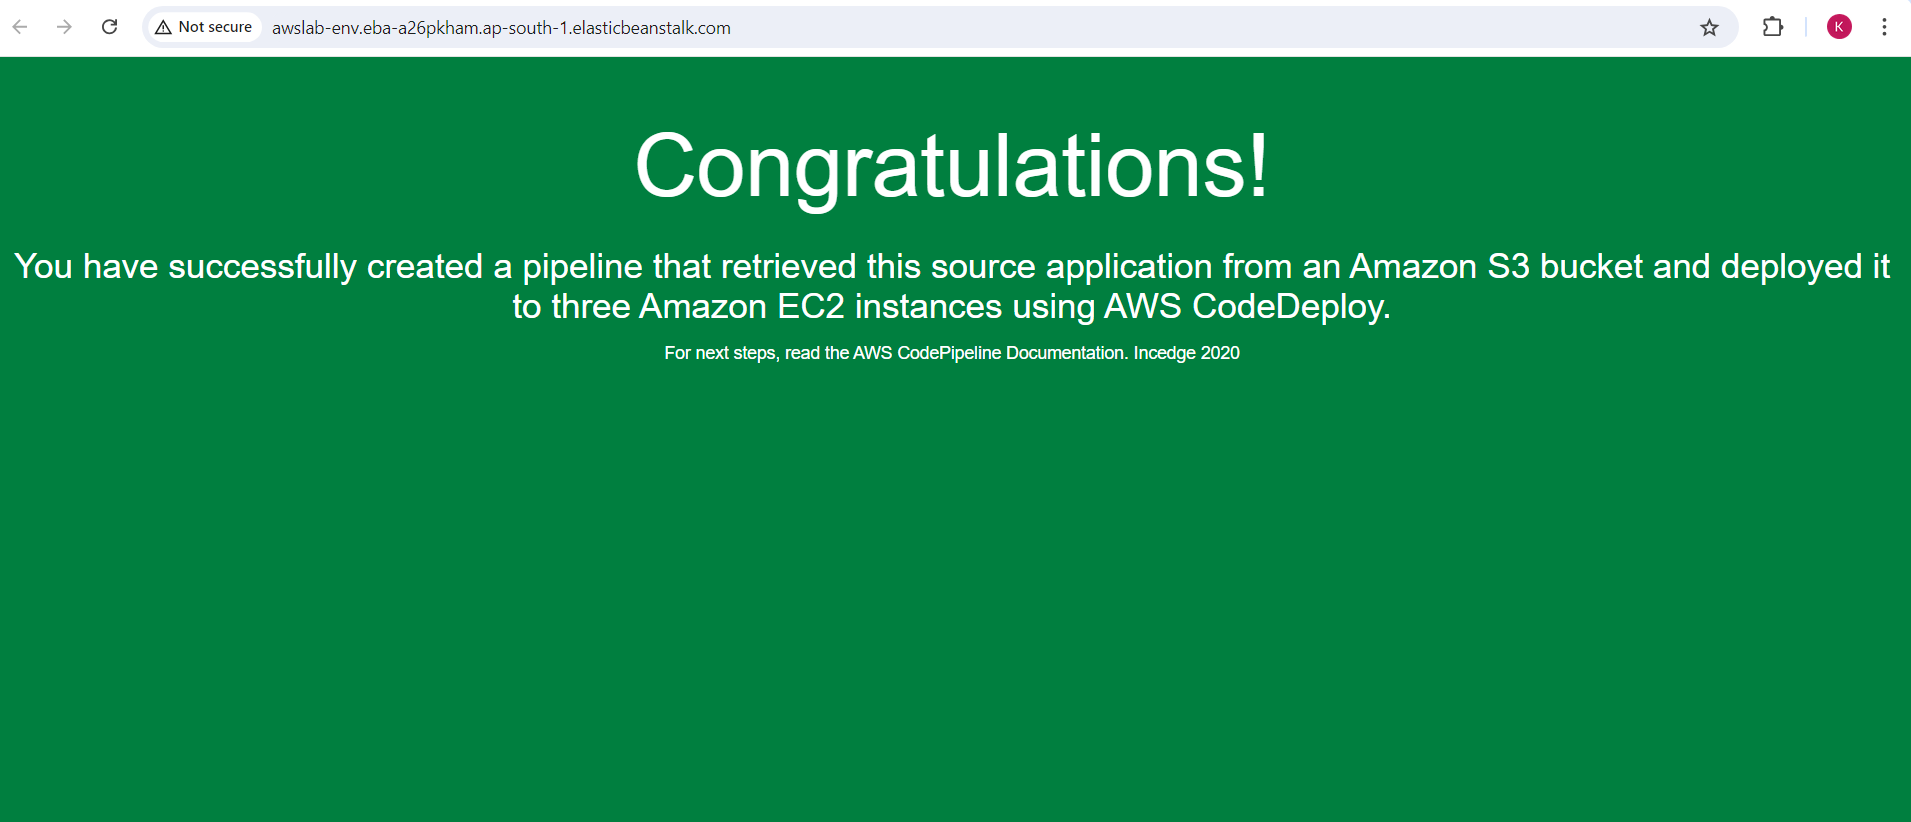 Not secure
awslab-env.eba-a26pkham.ap-south-1.elasticbeanstalk.com
K
Congratulations!
You have successfully created a pipeline that retrieved this source application from an Amazon S3 bucket and deployed it
to three Amazon EC2 instances using AWS CodeDeploy.
For next steps, read the AWS CodePipeline Documentation. Incedge 2020